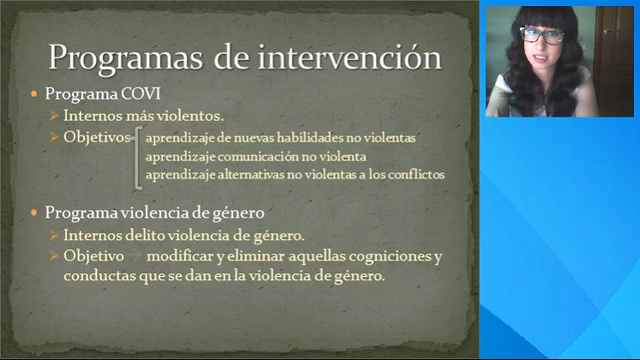 Programas de intervención
Programa COVI
Internos más violentos.
Objetivos
aprendizaje de nuevas habilidades no violentas
aprendizaje comunicación no violenta
aprendizaje alternativas no violentas a los conflictos
Programa violencia de género
Internos delito violencia de género.
Objetivo → modificar y eliminar aquellas cogniciones y
conductas que se dan en la violencia de género.